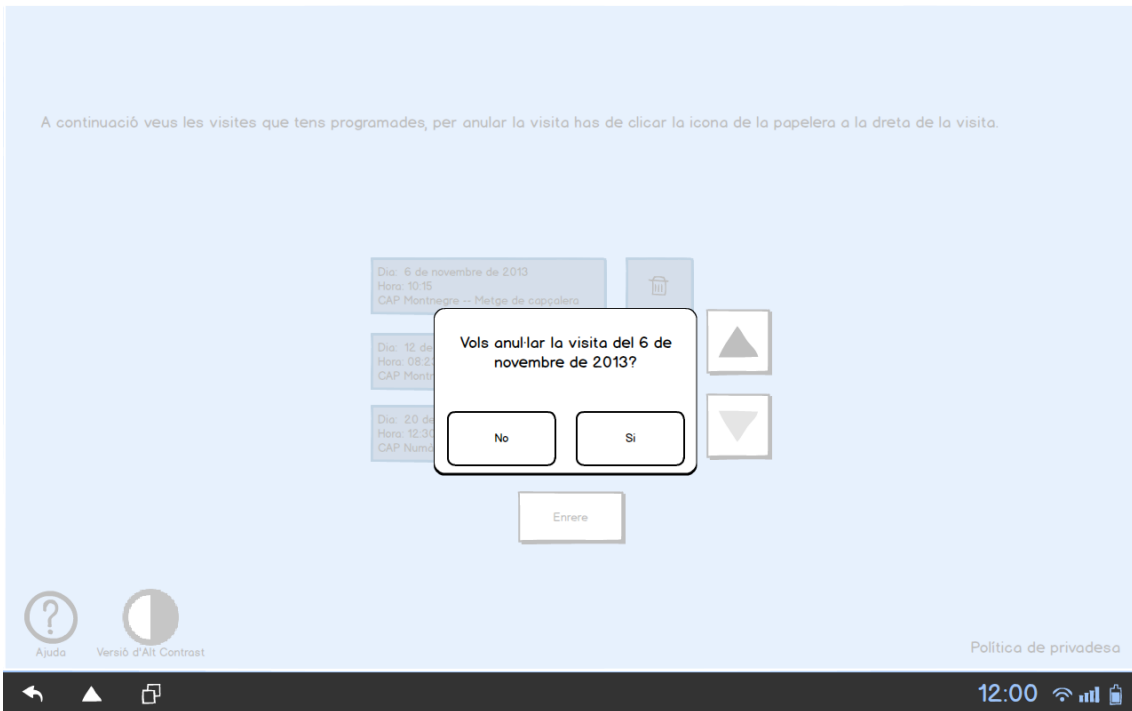 A continuació veus les visites que tens programades, per anular la visita has de clicar la icona de la papelera a la dreta de la visita.
Dia: 6 de novembre de 2013
Hora: 10:15
CAP Montnegre -- Metge de capçalera
Vols anul·lar la visita del 6 de
novembre de 2013?
No
Si
Dia: 12 de
Hora: 08:2
CAP Mont
Dia: 20 de
Hora: 12:30
CAP Numà
Enrere
Ajuda
Versió d'Alt Contrast
Política de privadesa
12:00